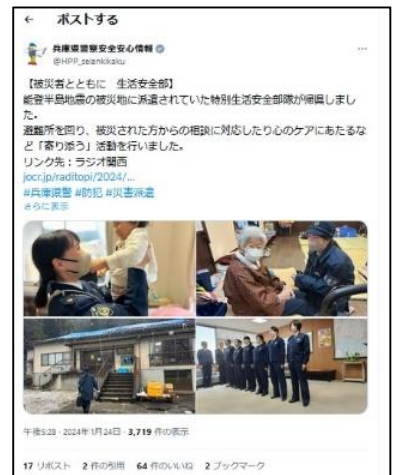 ← ポストする
兵庫県警察安全安心情報
@HPP_seiankikaku
【被災者とともに 生活安全部】
能登半島地震の被災地に派遣されていた特別生活安全部隊が帰県しまし
た。
避難所を回り、被災された方からの相談に対応したり心のケアにあたるな
ど「寄り添う」活動を行いました。
リンク先：ラジオ関西
jocr.jp/raditopi/2024/...
#兵庫県警 #防犯 #災害派遣
さらに表示
午後5:28 · 2024年1月24日 · 3,719 件の表示
17 リポスト 2 件の引用 64 件のいいね 2 ブックマーク